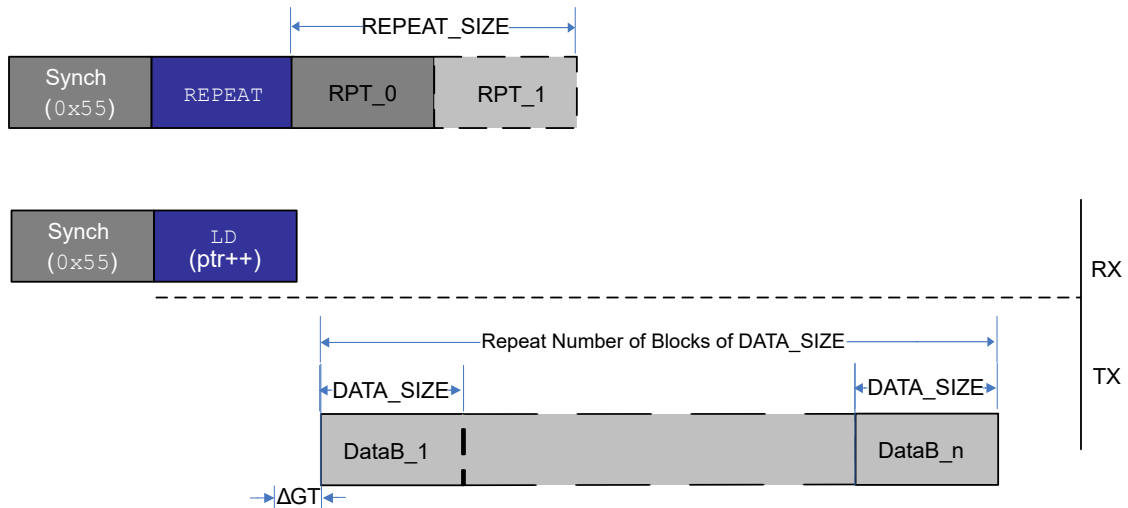 REPEAT_SIZE
Synch
(0x55)
REPEAT
RPT_0
RPT_1
Synch
(0x55)
LD
(ptr++)
RX
Repeat Number of Blocks of DATA_SIZE
TX
DATA_SIZE
DATA_SIZE
DataB_1
DataB_n
ΔGT